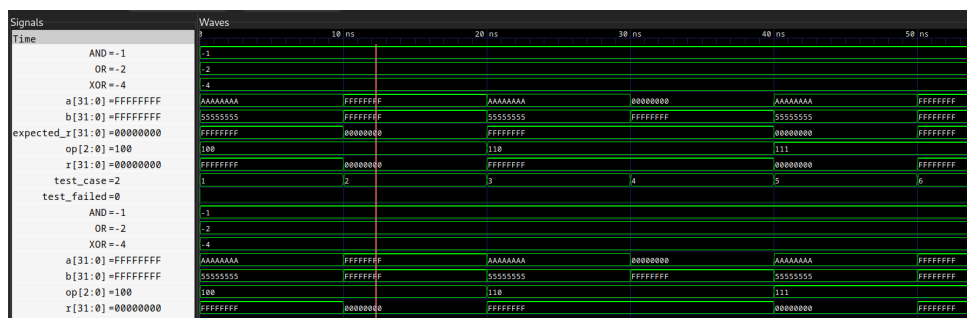 Signals Waves
Time 0 10 ns 20 ns 30 ns 40 ns 50 ns
AND=-1 -1
OR=-2 -2
XOR=-4 -4
a[31:0]=FFFFFFFF AAAAAAAA FFFFFFFF AAAAAAAA 00000000 AAAAAAAA FFFFFFFF
b[31:0]=FFFFFFFF 55555555 FFFFFFFF 55555555 FFFFFFFF 55555555 FFFFFFFF
expected_r[31:0]=00000000 FFFFFFFF 00000000 FFFFFFFF 00000000 FFFFFFFF
op[2:0]=100 100 110 111
r[31:0]=00000000 FFFFFFFF 00000000 FFFFFFFF 00000000 FFFFFFFF
test_case=2 1 2 3 4 5 6
test_failed=0
AND=-1 -1
OR=-2 -2
XOR=-4 -4
a[31:0]=FFFFFFFF AAAAAAAA FFFFFFFF AAAAAAAA 00000000 AAAAAAAA FFFFFFFF
b[31:0]=FFFFFFFF 55555555 FFFFFFFF 55555555 FFFFFFFF 55555555 FFFFFFFF
op[2:0]=100 100 110 111
r[31:0]=00000000 FFFFFFFF 00000000 FFFFFFFF 00000000 FFFFFFFF